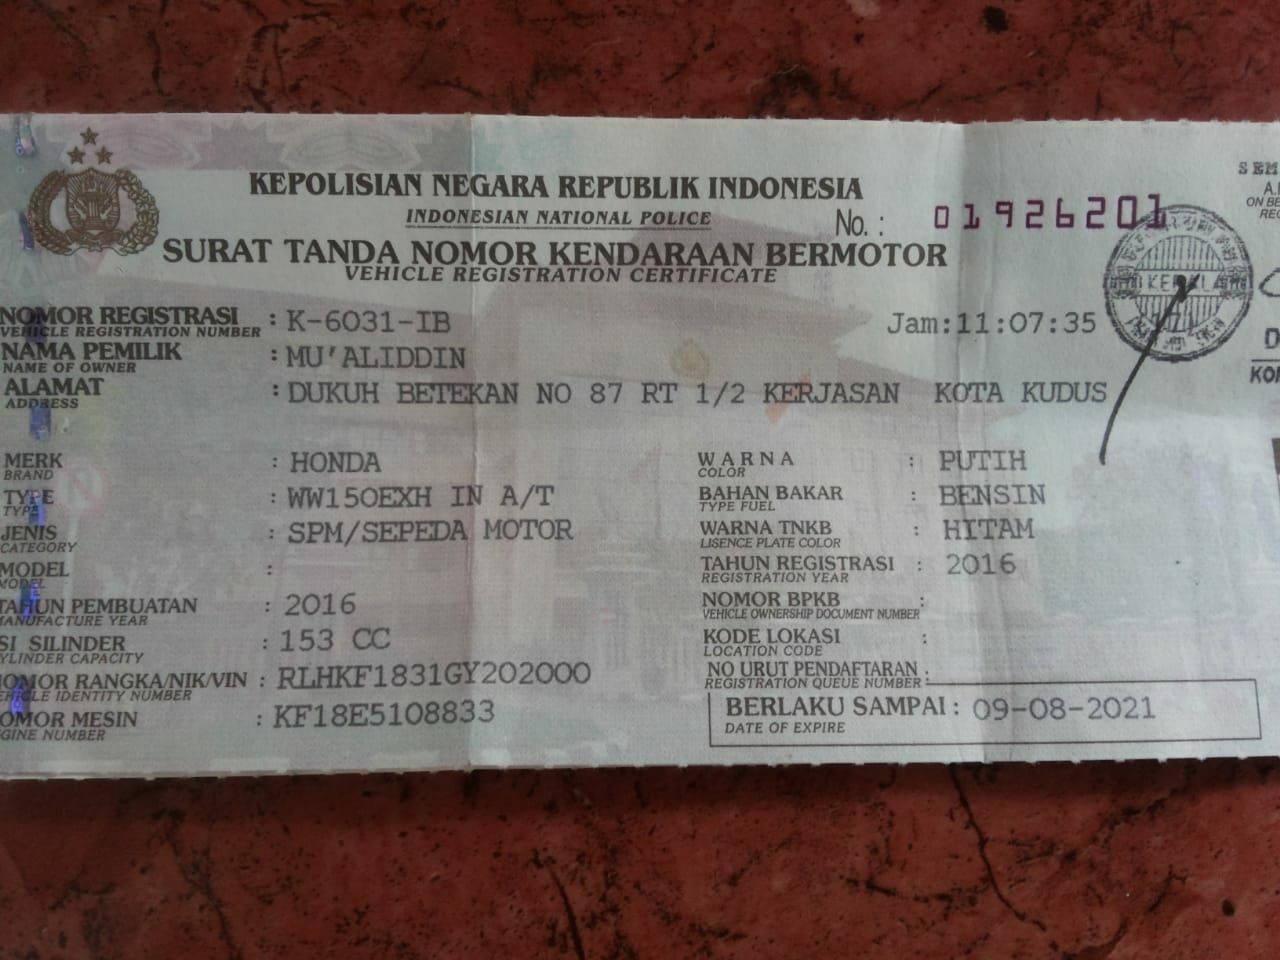 KEPOLISIAN NEGARA REPUBLIK INDONESIA
INDONESIAN NATIONAL POLICE
No. : 01926201
SURAT TANDA NOMOR KENDARAAN BERMOTOR
VEHICLE REGISTRATION CERTIFICATE
SEM
ON BE
REG
NOMOR REGISTRASI : K-6031-IB Jam:11:07:35
VEHICLE REGISTRATION NUMBER
NAMA PEMILIK : MU'ALIDDIN
NAME OF OWNER
ALAMAT : DUKUH BETEKAN NO 87 RT 1/2 KERJASAN KOTA KUDUS
ADDRESS
KOM
MERK : HONDA
BRAND
TYPE : WW150EXH IN A/T
TYPE
JENIS : SPM/SEPEDA MOTOR
CATEGORY
MODEL :
MODEL
TAHUN PEMBUATAN : 2016
MANUFACTURE YEAR
SI SILINDER : 153 CC
YLINDER CAPACITY
NOMOR RANGKA/NIK/VIN : RLHKF1831GY202000
VEHICLE IDENTITY NUMBER
OMOR MESIN : KF18E5108833
GINE NUMBER
WARNA : PUTIH
COLOR
BAHAN BAKAR : BENSIN
TYPE FUEL
WARNA TNKB : HITAM
LISENCE PLATE COLOR
TAHUN REGISTRASI : 2016
REGISTRATION YEAR
NOMOR BPKB :
VEHICLE OWNERSHIP DOCUMENT NUMBER
KODE LOKASI :
LOCATION CODE
NO URUT PENDAFTARAN :
REGISTRATION QUEUE NUMBER
BERLAKU SAMPAI : 09-08-2021
DATE OF EXPIRE